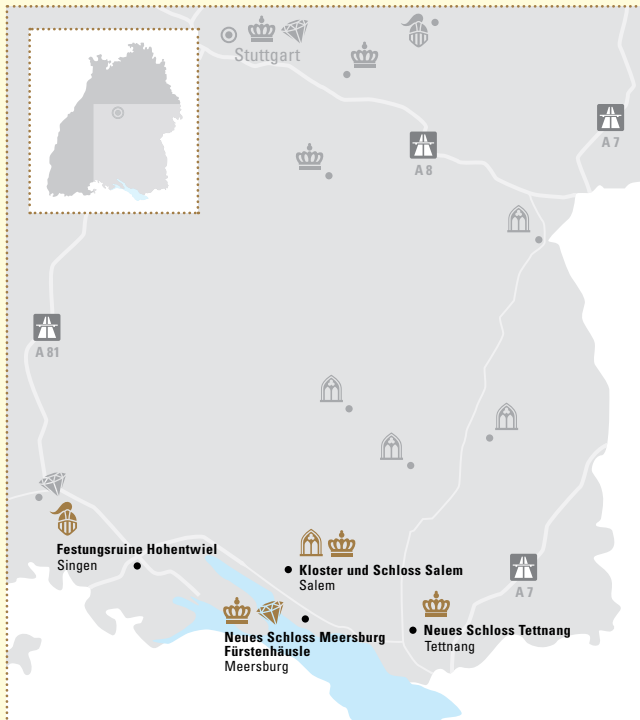 Stuttgart
A 7
A 8
A 81
Festungsruine Hohentwiel
Singen
Kloster und Schloss Salem
Salem
A 7
Neues Schloss Meersburg
Fürstenhäusle
Meersburg
Neues Schloss Tettnang
Tettnang